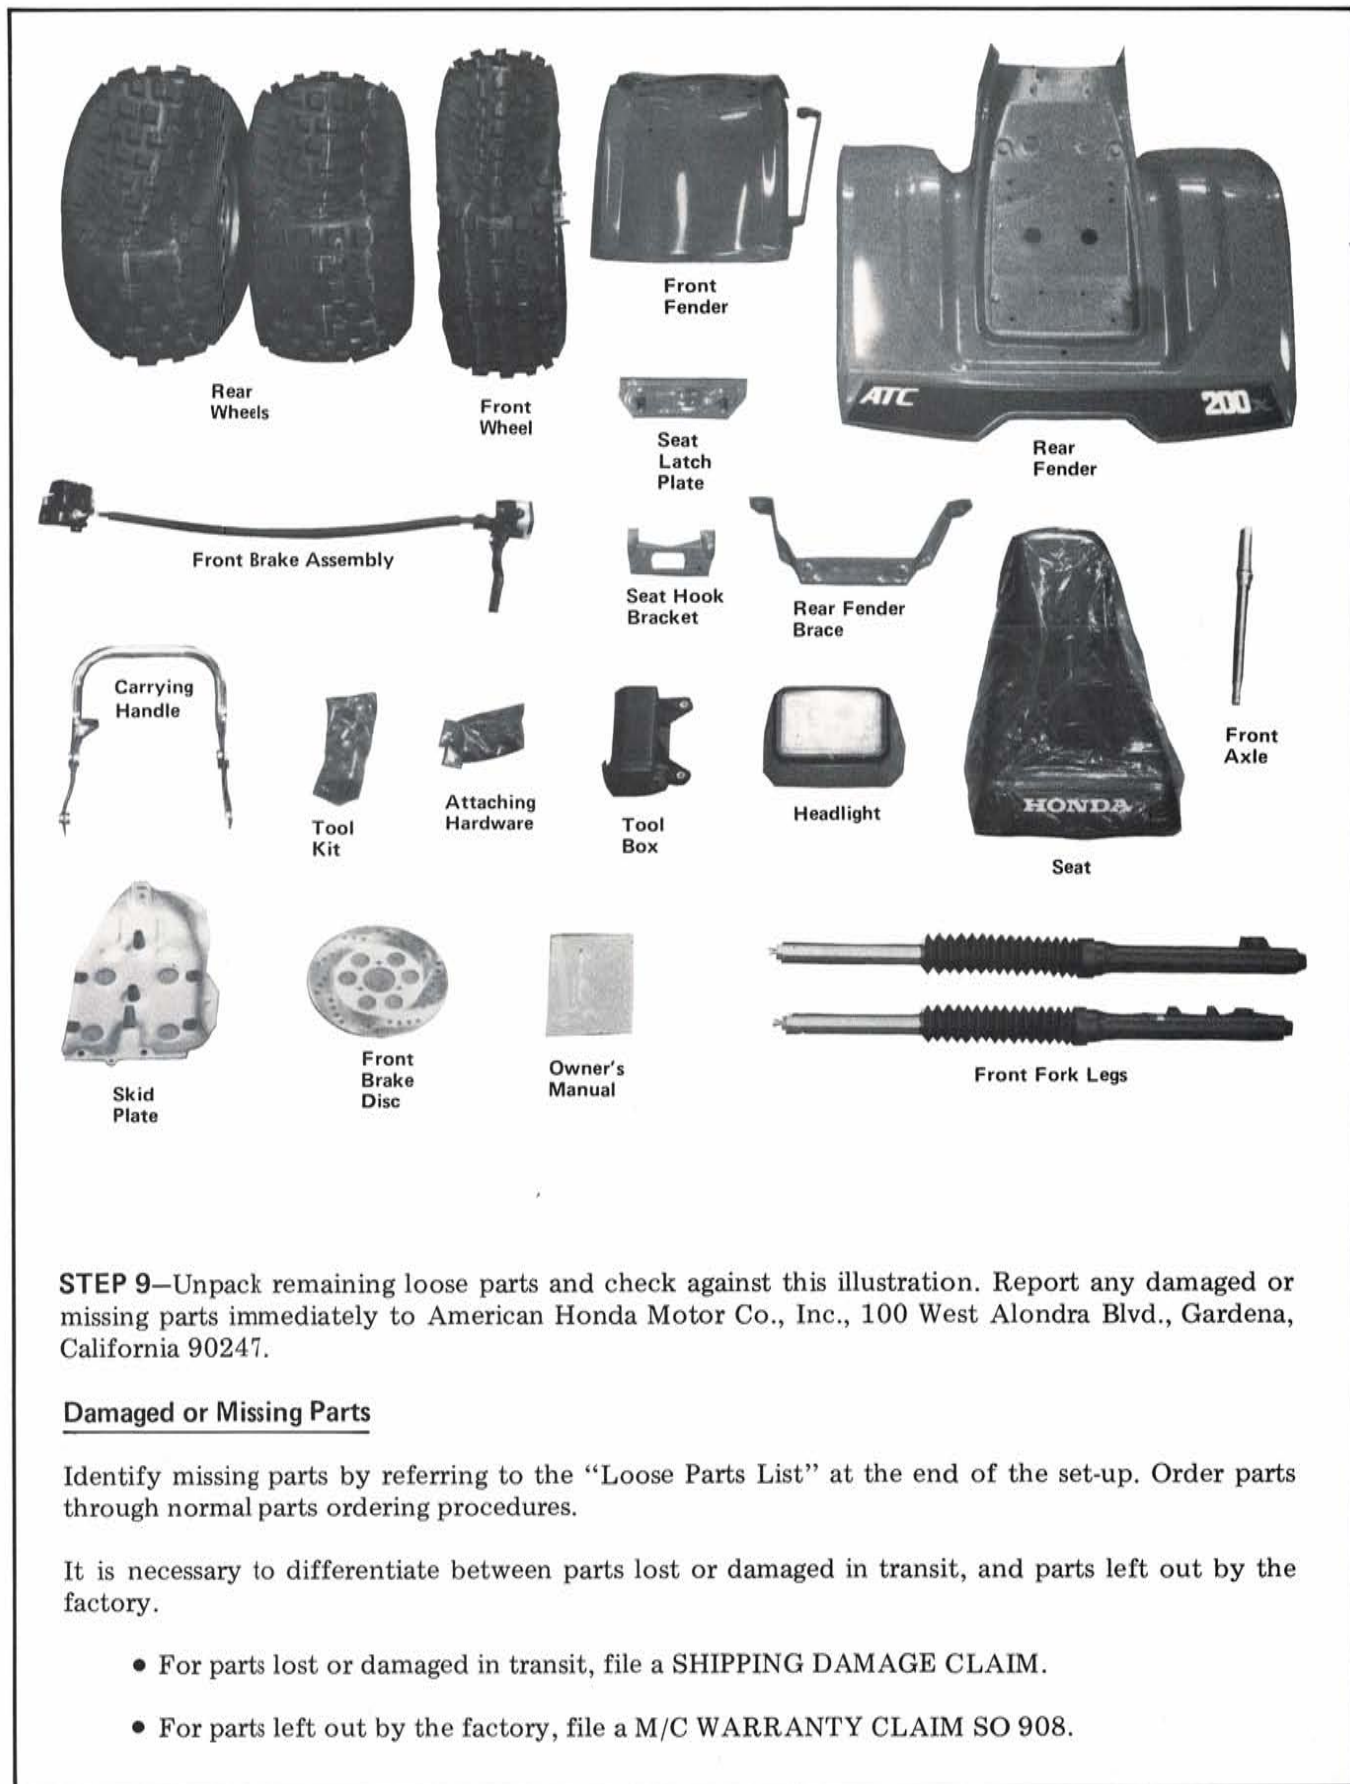 Rear
Wheels
Front
Wheel
Front
Fender
Seat
Latch
Plate
ATC
200x
Rear
Fender
Front Brake Assembly
Seat Hook
Bracket
Rear Fender
Brace
Carrying
Handle
Tool
Kit
Attaching
Hardware
Tool
Box
Headlight
HONDA
Seat
Front
Axle
Skid
Plate
Front
Brake
Disc
Owner's
Manual
Front Fork Legs
STEP 9—Unpack remaining loose parts and check against this illustration. Report any damaged or
missing parts immediately to American Honda Motor Co., Inc., 100 West Alondra Blvd., Gardena,
California 90247.
Damaged or Missing Parts
Identify missing parts by referring to the “Loose Parts List” at the end of the set-up. Order parts
through normal parts ordering procedures.
It is necessary to differentiate between parts lost or damaged in transit, and parts left out by the
factory.
• For parts lost or damaged in transit, file a SHIPPING DAMAGE CLAIM.
• For parts left out by the factory, file a M/C WARRANTY CLAIM SO 908.